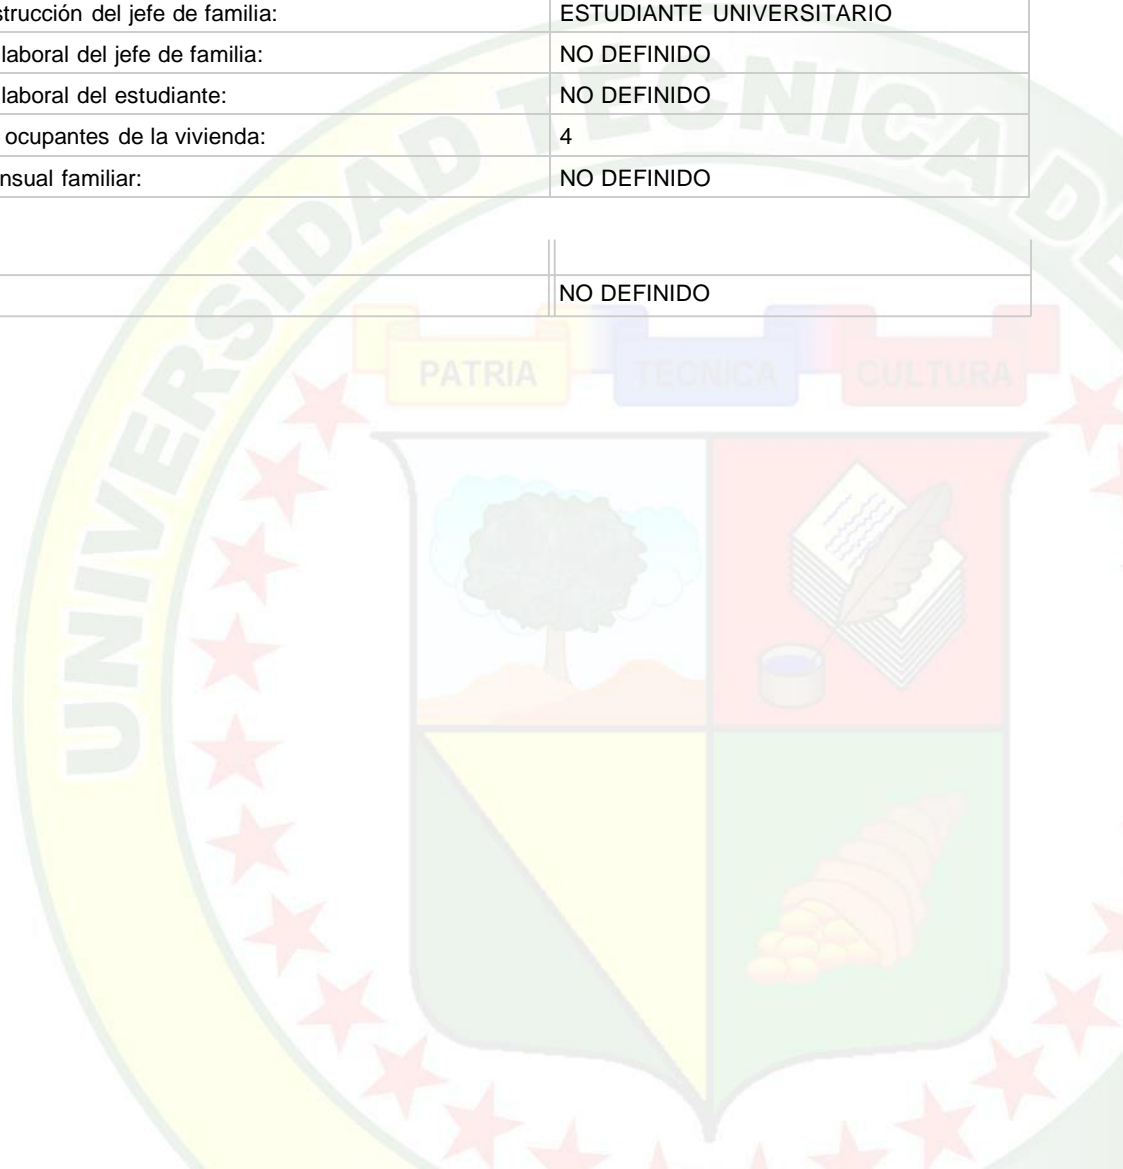 strucción del jefe de familia: ESTUDIANTE UNIVERSITARIO
laboral del jefe de familia: NO DEFINIDO
laboral del estudiante: NO DEFINIDO
ocupantes de la vivienda: 4
nsual familiar: NO DEFINIDO
NO DEFINIDO
UNIVERSIDAD TECNICA DE
PATRIA TECNICA CULTURA